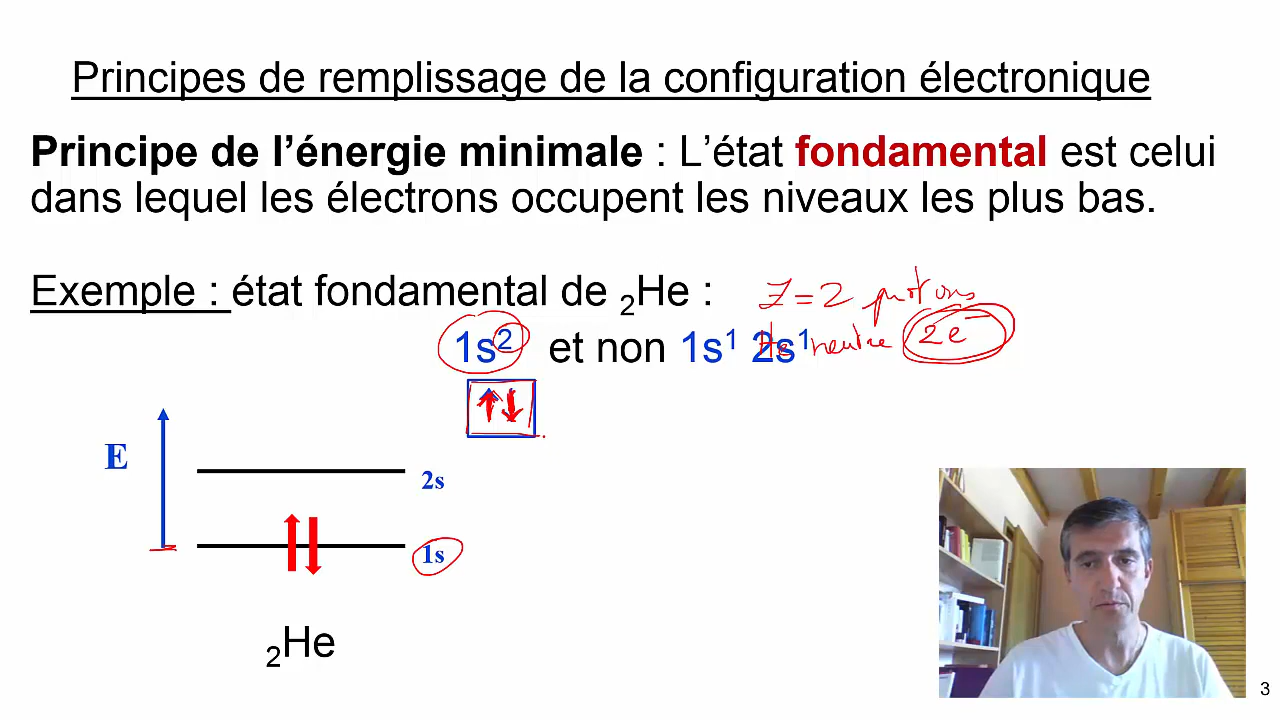 Principes de remplissage de la configuration électronique
Principe de l’énergie minimale : L’état fondamental est celui
dans lequel les électrons occupent les niveaux les plus bas.
Exemple : état fondamental de ₂He :
Z = 2 protons
1s² et non 1s¹ 2s¹
He neutre 2e⁻
E
2s
1s
₂He
3